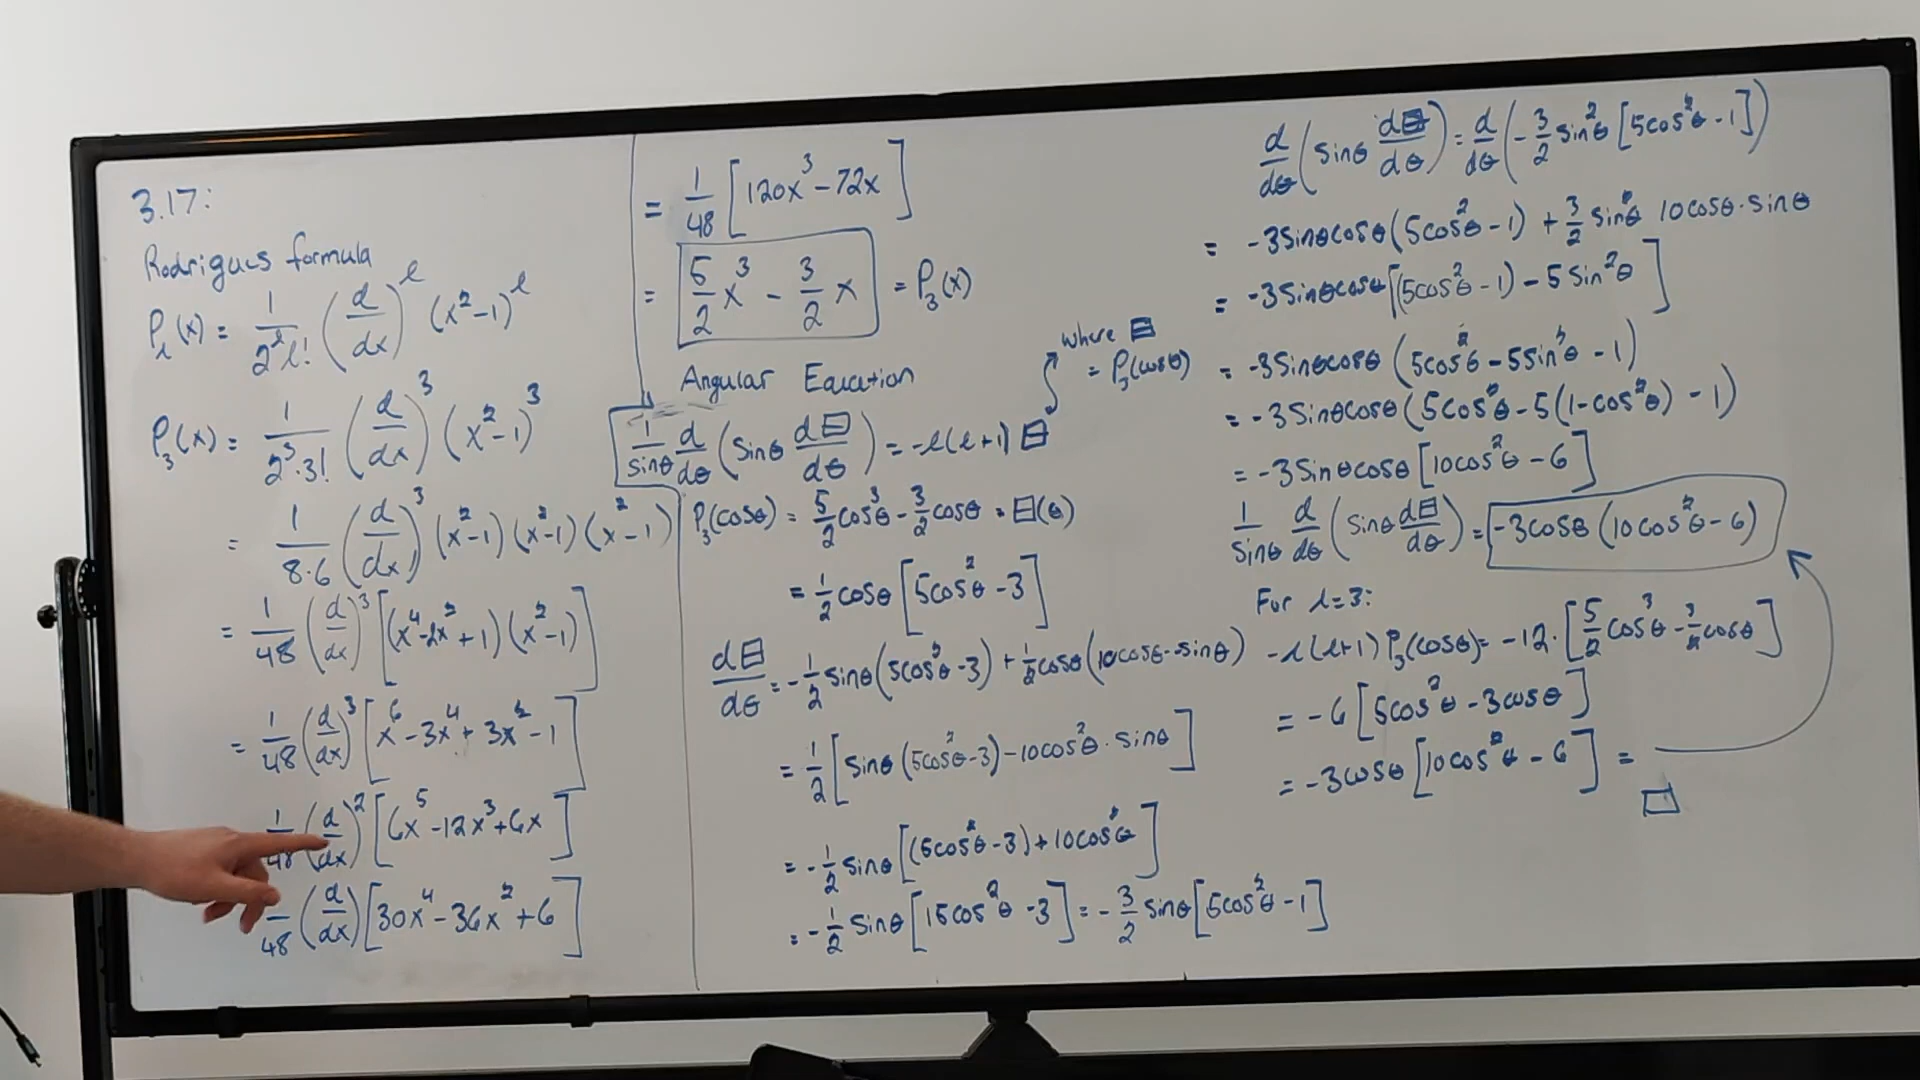 3.17:
Rodrigues formula
P_l(x) = 1/(2^l l!) (d/dx)^l (x²-1)^l
P₃(x) = 1/(2³·3!) (d/dx)³ (x²-1)³
= 1/(8·6) (d/dx)³ (x²-1)(x²-1)(x²-1)
= 1/48 (d/dx)³ [(x⁴-2x²+1)(x²-1)]
= 1/48 (d/dx)³ [x⁶-3x⁴+3x²-1]
1/48 (d/dx)² [6x⁵-12x³+6x]
1/48 (d/dx) [30x⁴-36x²+6]
= 1/48 [120x³-72x]
= 5/2 x³ - 3/2 x = P₃(x)
Angular Equation
where Θ
= P₃(cosθ)
1/sinθ d/dθ (sinθ dΘ/dθ) = -l(l+1)Θ
P₃(cosθ) = 5/2 cos³θ - 3/2 cosθ = Θ(θ)
= 1/2 cosθ [5cos²θ-3]
dΘ/dθ = -1/2 sinθ(5cos²θ-3) + 1/2 cosθ(10cosθ·-sinθ)
= 1/2 [sinθ(5cos²θ-3) - 10cos²θ·sinθ]
= -1/2 sinθ [(5cos²θ-3)+10cos²θ]
= -1/2 sinθ [15cos²θ-3] = -3/2 sinθ[5cos²θ-1]
d/dθ (sinθ dΘ/dθ) = d/dθ (-3/2 sin²θ [5cos²θ-1])
= -3sinθcosθ(5cos²θ-1) + 3/2 sin²θ 10cosθ·sinθ
= -3sinθcosθ[(5cos²θ-1) - 5sin²θ]
= -3sinθcosθ (5cos²θ-5sin²θ-1)
= -3sinθcosθ(5cos²θ-5(1-cos²θ)-1)
= -3sinθcosθ[10cos²θ-6]
1/sinθ d/dθ (sinθ dΘ/dθ) = -3cosθ(10cos²θ-6)
For l=3:
-l(l+1)P₃(cosθ) = -12·[5/2 cos³θ - 3/2 cosθ]
= -6[5cos²θ-3cosθ]
= -3cosθ[10cos²θ-6] =
□